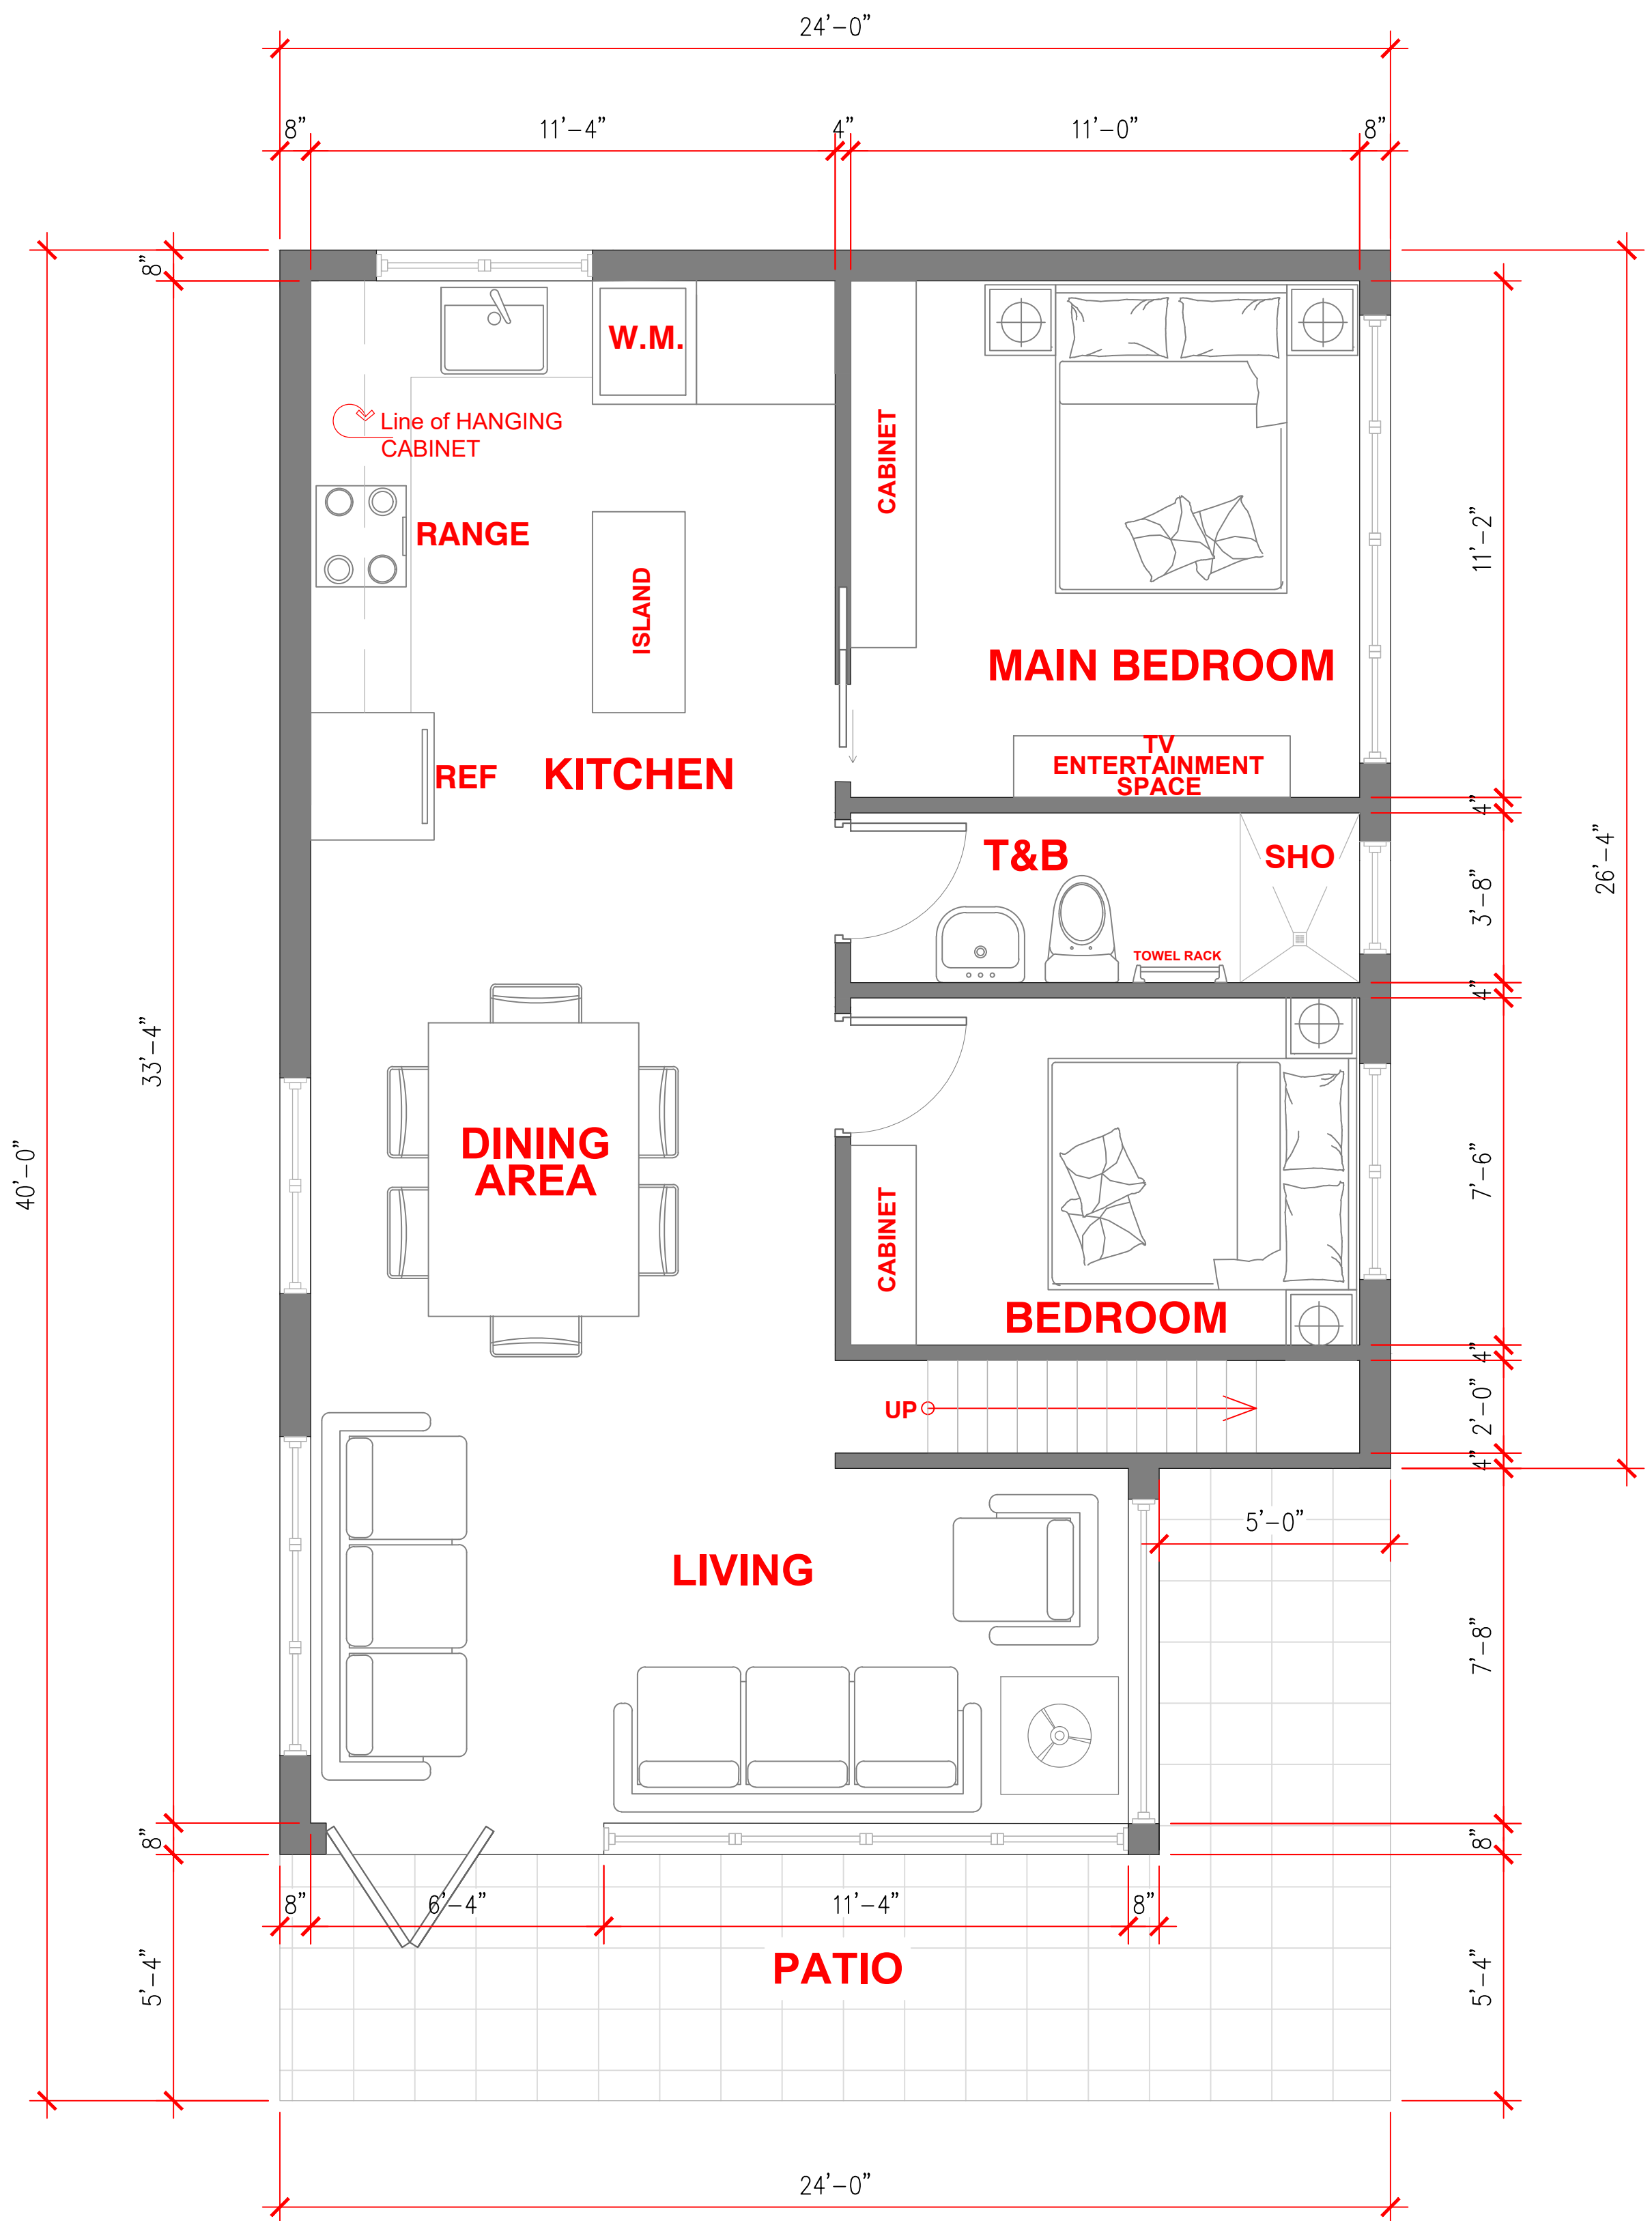 24’-0”
8”
11’-4”
4”
11’-0”
8”
8”
W.M.
Line of HANGING
CABINET
CABINET
RANGE
11’-2”
ISLAND
MAIN BEDROOM
TV
ENTERTAINMENT
SPACE
REF
KITCHEN
4”
T&B
SHO
26’-4”
3’-8”
TOWEL RACK
4”
33’-4”
40’-0”
DINING
AREA
7’-6”
CABINET
BEDROOM
4”
UP
2’-0”
4”
5’-0”
LIVING
7’-8”
8”
8”
8”
6’-4”
11’-4”
8”
PATIO
5’-4”
5’-4”
24’-0”